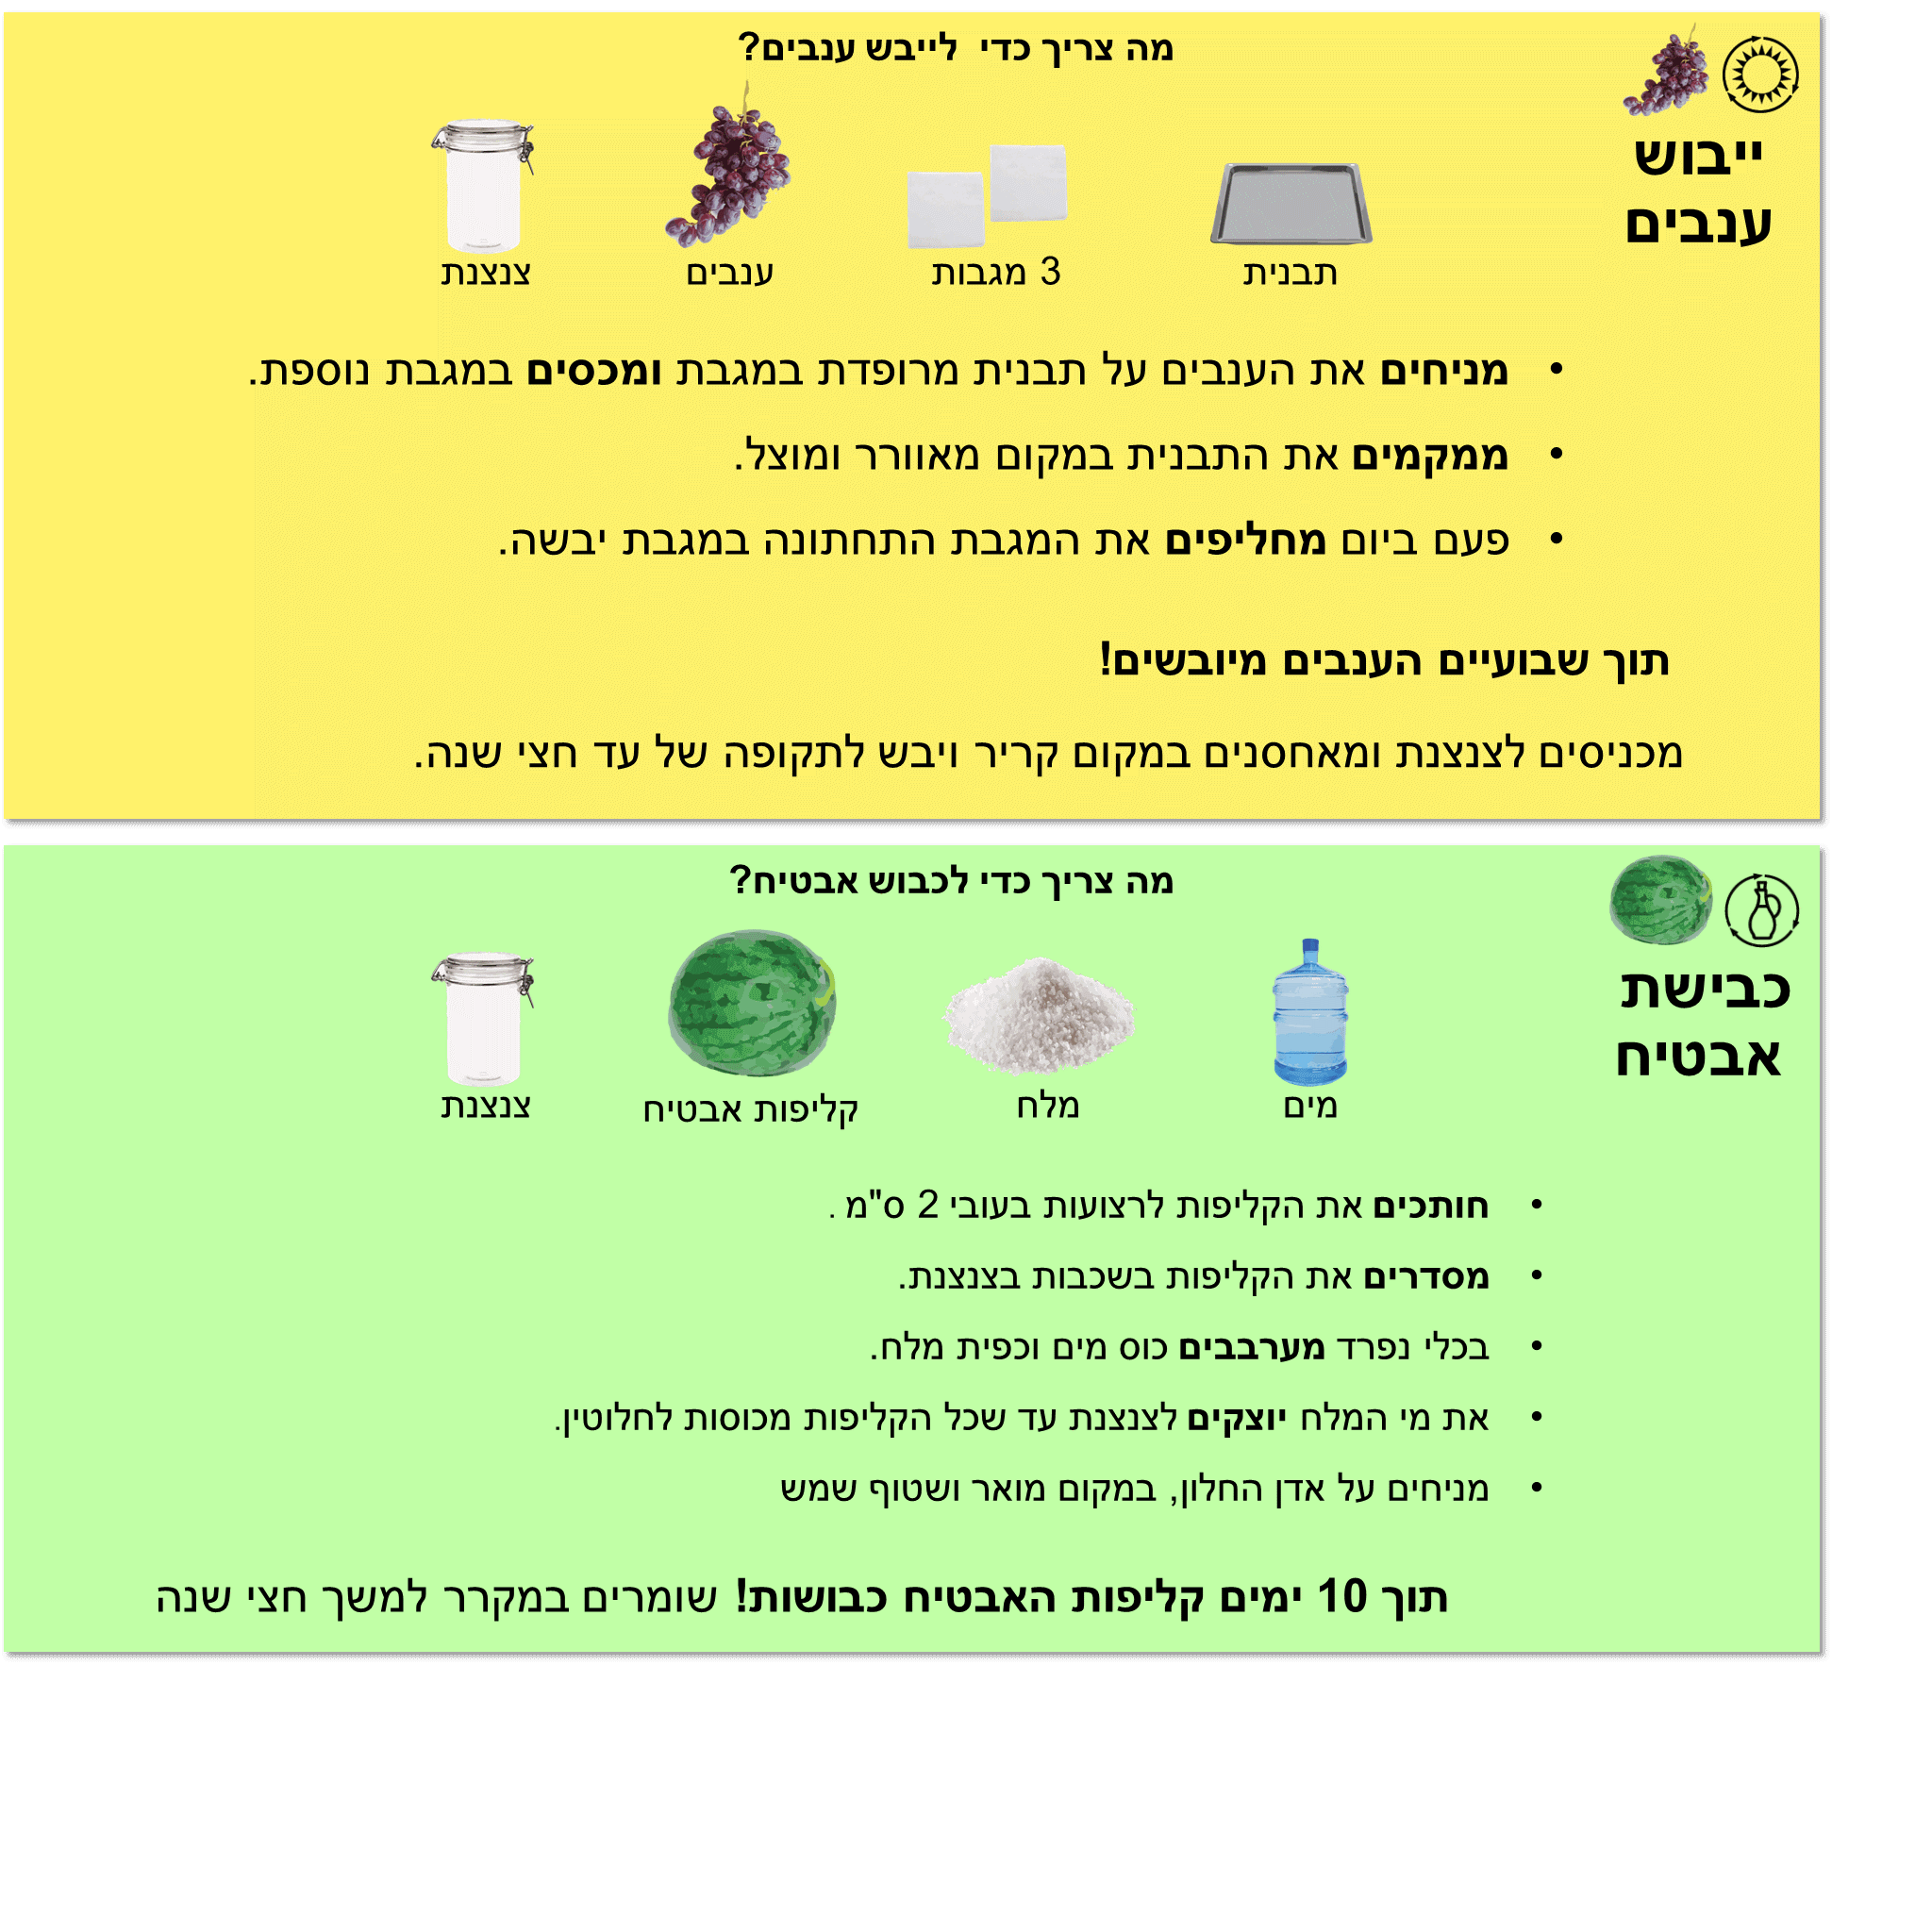 מה צריך כדי  לייבש ענבים?
ייבוש
ענבים
תבנית
3 מגבות
ענבים
צנצנת
• מניחים את הענבים על תבנית מרופדת במגבת ומכסים במגבת נוספת.
• ממקמים את התבנית במקום מאוורר ומוצל.
• פעם ביום מחליפים את המגבת התחתונה במגבת יבשה.
תוך שבועיים הענבים מיובשים!
מכניסים לצנצנת ומאחסנים במקום קריר ויבש לתקופה של עד חצי שנה.
מה צריך כדי לכבוש אבטיח?
כבישת
אבטיח
מים
מלח
קליפות אבטיח
צנצנת
• חותכים את הקליפות לרצועות בעובי 2 ס"מ .
• מסדרים את הקליפות בשכבות בצנצנת.
• בכלי נפרד מערבבים כוס מים וכפית מלח.
• את מי המלח יוצקים לצנצנת עד שכל הקליפות מכוסות לחלוטין.
• מניחים על אדן החלון, במקום מואר ושטוף שמש
תוך 10 ימים קליפות האבטיח כבושות! שומרים במקרר למשך חצי שנה